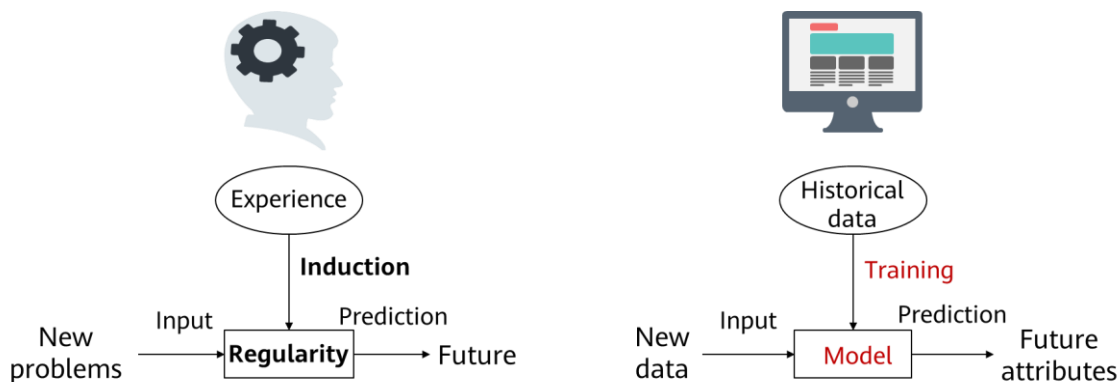 Experience
Induction
New
problems
Input
Regularity
Prediction
Future
Historical
data
Training
New
data
Input
Model
Prediction
Future
attributes